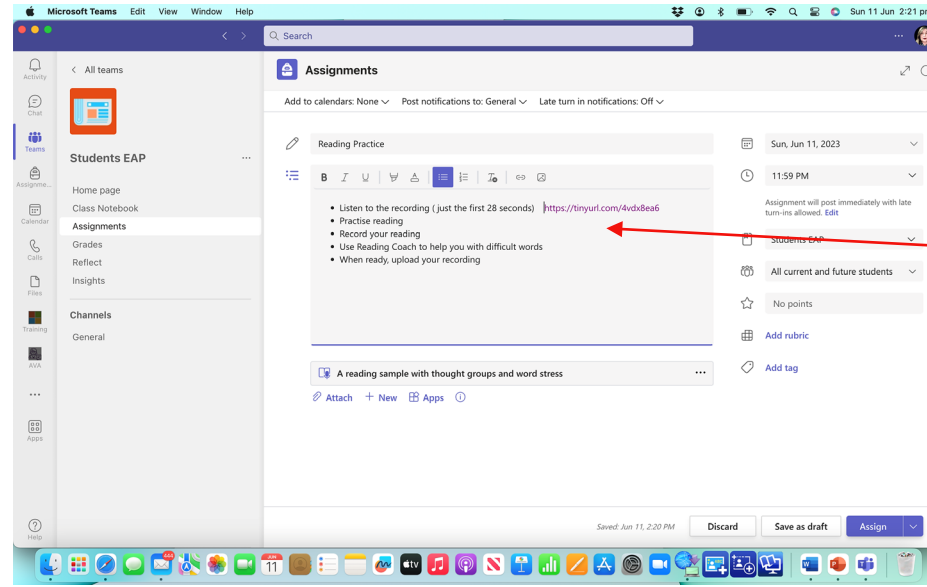 Microsoft Teams Edit View Window Help
Sun 11 Jun 2:21 pm
Search
Activity
Chat
Teams
Assignme...
Calendar
Calls
Files
Training
AVA
Apps
Help
All teams
Students EAP
Home page
Class Notebook
Assignments
Grades
Reflect
Insights
Channels
General
Assignments
Add to calendars: None Post notifications to: General Late turn in notifications: Off
Reading Practice
B I U
• Listen to the recording ( just the first 28 seconds) https://tinyurl.com/4vdx8ea6
• Practise reading
• Record your reading
• Use Reading Coach to help you with difficult words
• When ready, upload your recording
A reading sample with thought groups and word stress
Attach + New Apps
Sun, Jun 11, 2023
11:59 PM
Assignment will post immediately with late
turn-ins allowed. Edit
Students EAP
All current and future students
No points
Add rubric
Add tag
Saved: Jun 11, 2:20 PM Discard Save as draft Assign
JUN
11
tv